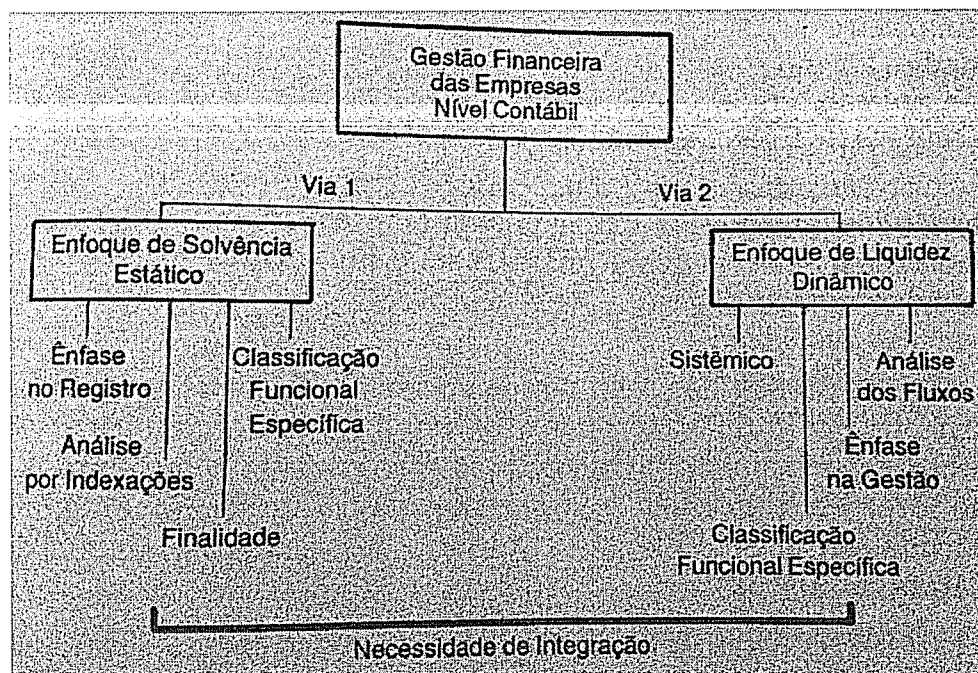 Gestão Financeira
das Empresas
Nível Contábil
Via 1
Via 2
Enfoque de Solvência
Estático
Enfoque de Liquidez
Dinâmico
Ênfase
no Registro
Classificação
Funcional
Específica
Análise
por Indexações
Finalidade
Sistêmico
Análise
dos Fluxos
Ênfase
na Gestão
Classificação
Funcional Específica
Necessidade de Integração